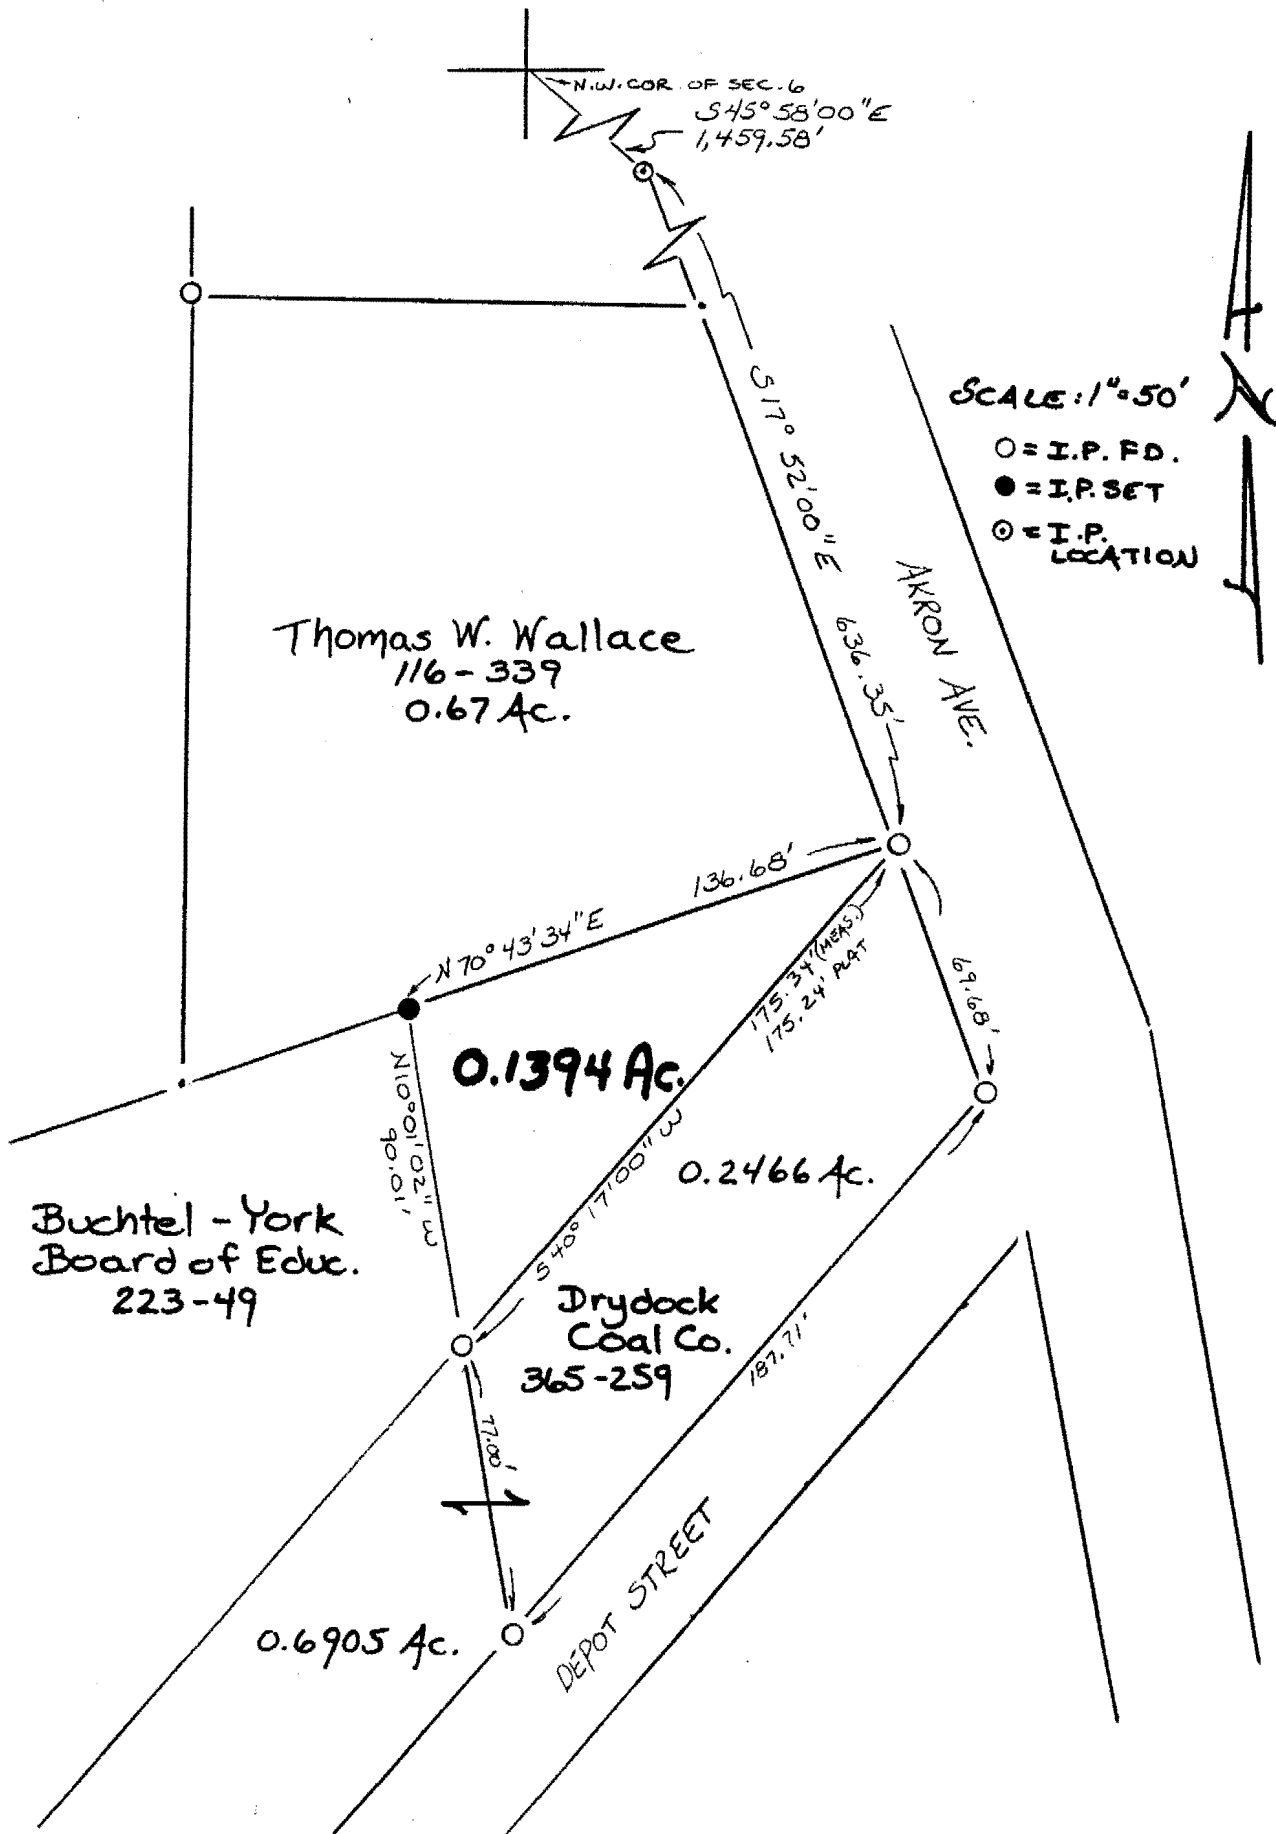 N.W. COR. OF SEC. 6
S45°58'00"E
1,459.58'
SCALE: 1"=50'
○ = I.P. FD.
● = I.P. SET
⊙ = I.P.
LOCATION
S17°52'00"E 636.35'
AKRON AVE.
Thomas W. Wallace
116-339
0.67 Ac.
N70°43'34"E 136.68'
175.34' (MEAS.)
175.24' PLAT
69.68'
0.1394 Ac.
N10°01'02"W
90.01'
S40°17'00"W
0.2466 Ac.
Buchtel - York
Board of Educ.
223-49
Drydock
Coal Co.
365-259
187.71'
77.00'
DEPOT STREET
0.6905 Ac.
N